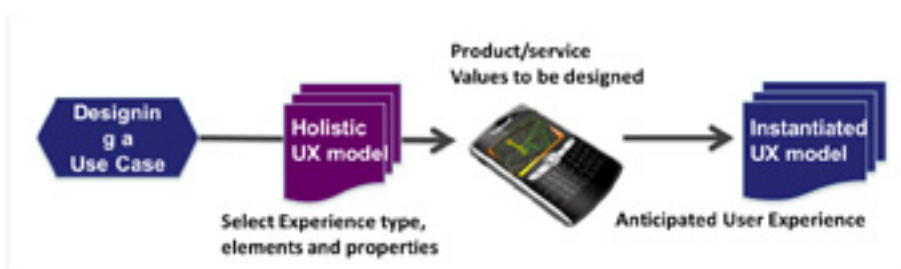 Designin
g a
Use Case
Holistic
UX model
Select Experience type,
elements and properties
Product/service
Values to be designed
Instantiated
UX model
Anticipated User Experience